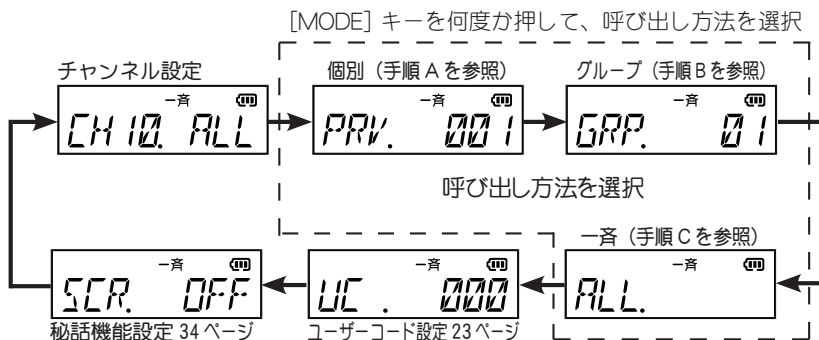 [MODE] キーを何度か押して、呼び出し方法を選択
チャンネル設定
個別（手順 A を参照）
グループ（手順 B を参照）
一斉
CH 10. ALL
一斉
PRV. 001
一斉
GRP. 01
呼び出し方法を選択
一斉（手順 C を参照）
一斉
SCR. OFF
一斉
UC . 000
一斉
ALL.
秘話機能設定 34 ページ
ユーザーコード設定 23 ページ